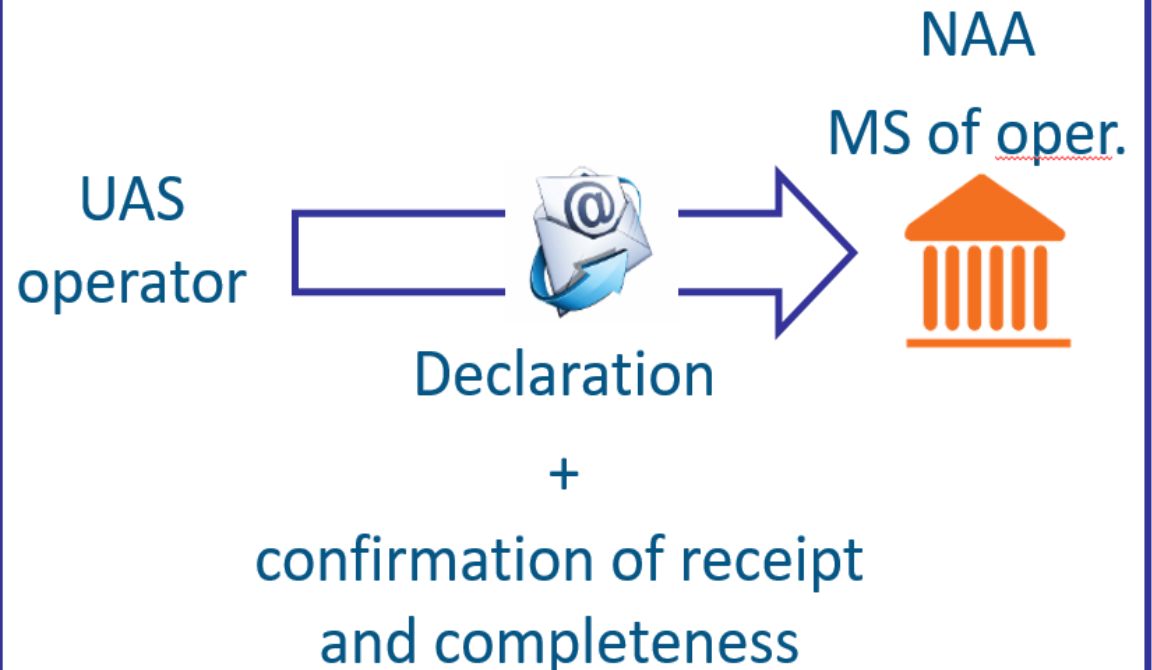 NAA
MS of oper.
UAS
operator
@
Declaration
+
confirmation of receipt
and completeness